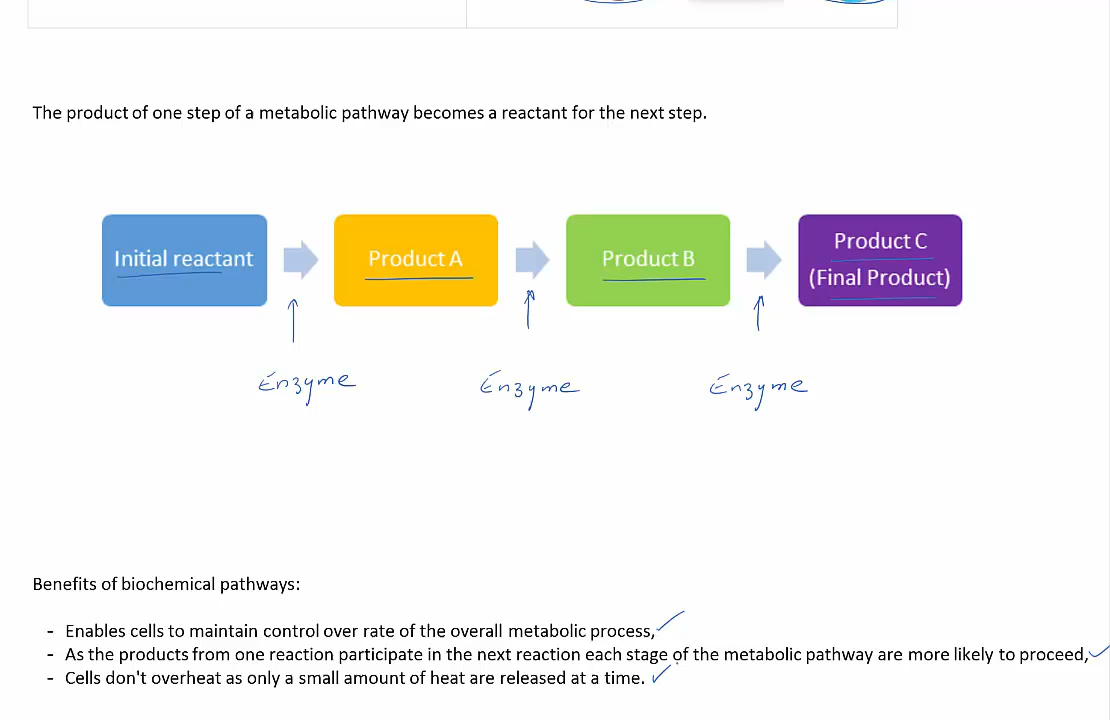 The product of one step of a metabolic pathway becomes a reactant for the next step.
Initial reactant
Product A
Product B
Product C
(Final Product)
Enzyme
Enzyme
Enzyme
Benefits of biochemical pathways:
- Enables cells to maintain control over rate of the overall metabolic process,
- As the products from one reaction participate in the next reaction each stage of the metabolic pathway are more likely to proceed,
- Cells don't overheat as only a small amount of heat are released at a time.